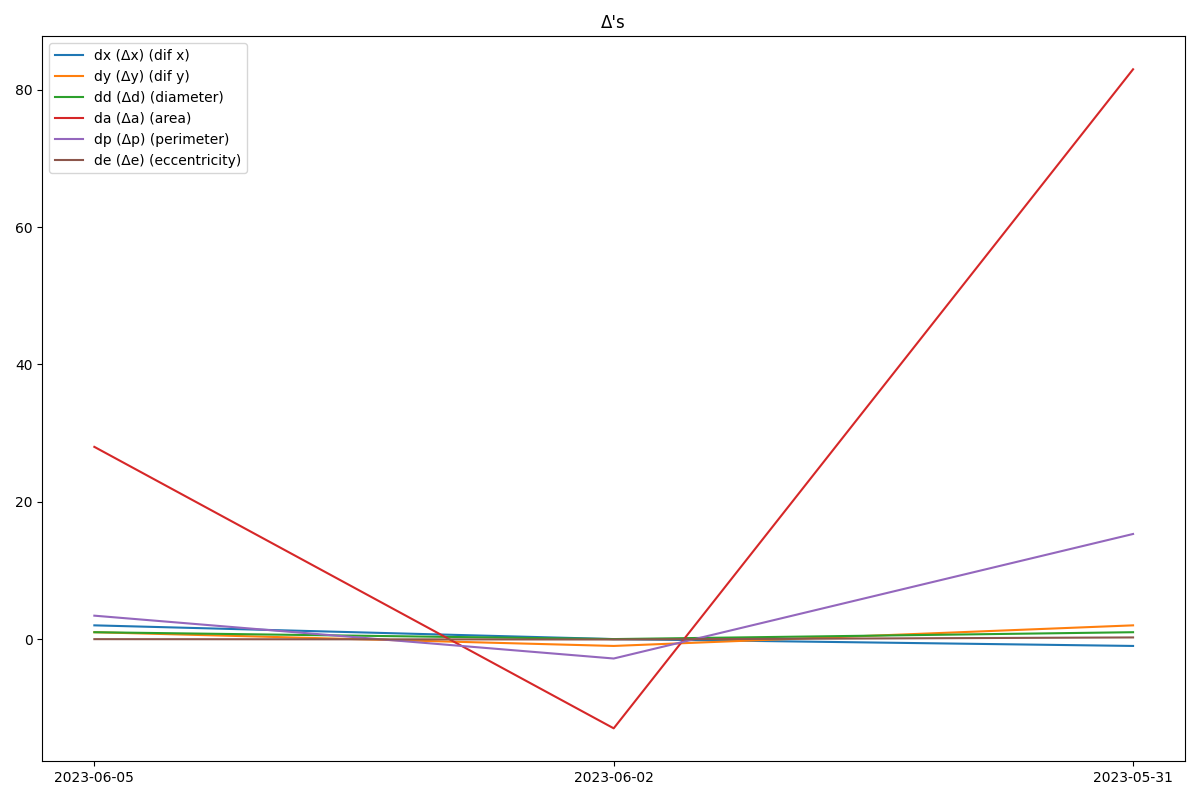 Δ's
dx (Δx) (dif x)
dy (Δy) (dif y)
dd (Δd) (diameter)
da (Δa) (area)
dp (Δp) (perimeter)
de (Δe) (eccentricity)
80
60
40
20
0
2023-06-05 2023-06-02 2023-05-31